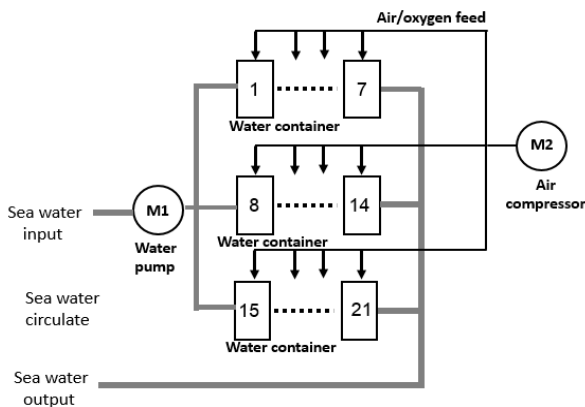 Air/oxygen feed
1
7
Water container
M2
Air
compressor
Sea water
input
M1
Water
pump
8
14
Water container
Sea water
circulate
15
21
Water container
Sea water
output